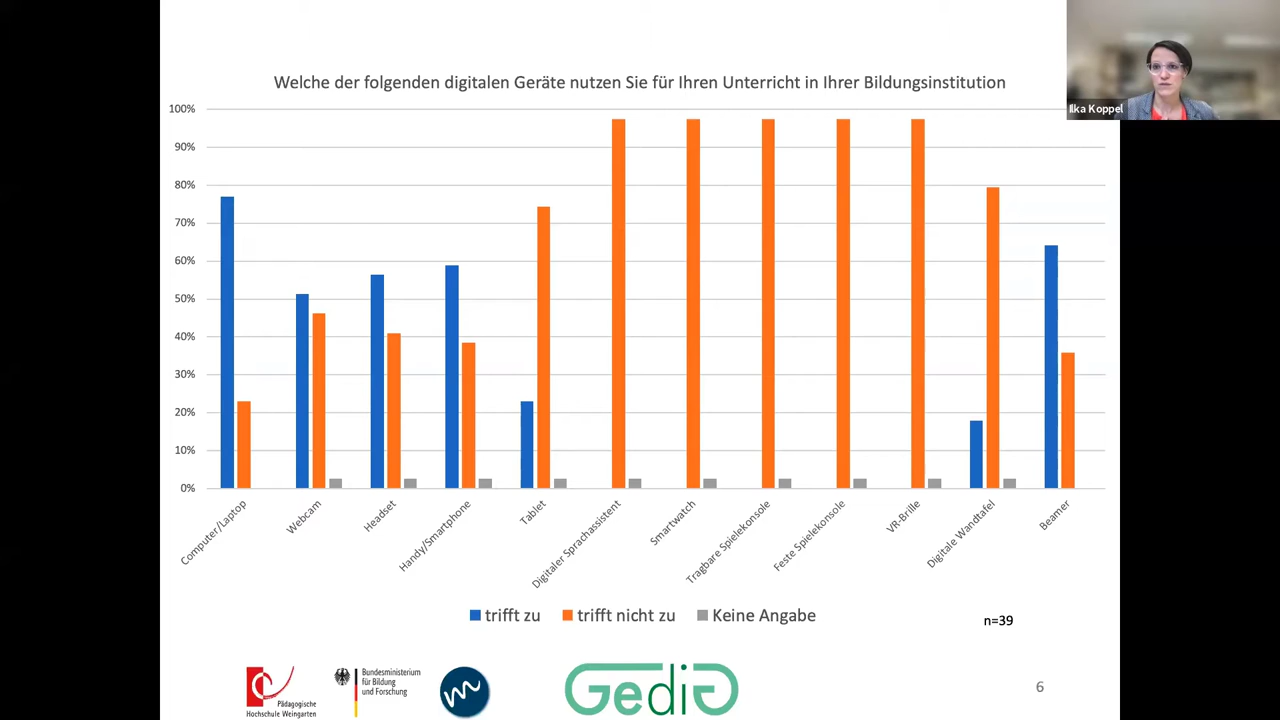 Welche der folgenden digitalen Geräte nutzen Sie für Ihren Unterricht in Ihrer Bildungsinstitution
Ilka Koppel
100%
90%
80%
70%
60%
50%
40%
30%
20%
10%
0%
Computer/Laptop
Webcam
Headset
Handy/Smartphone
Tablet
Digitaler Sprachassistent
Smartwatch
Tragbare Spielekonsole
Feste Spielekonsole
VR-Brille
Digitale Wandtafel
Beamer
trifft zu
trifft nicht zu
Keine Angabe
n=39
Pädagogische
Hochschule Weingarten
Bundesministerium
für Bildung
und Forschung
GediG
6